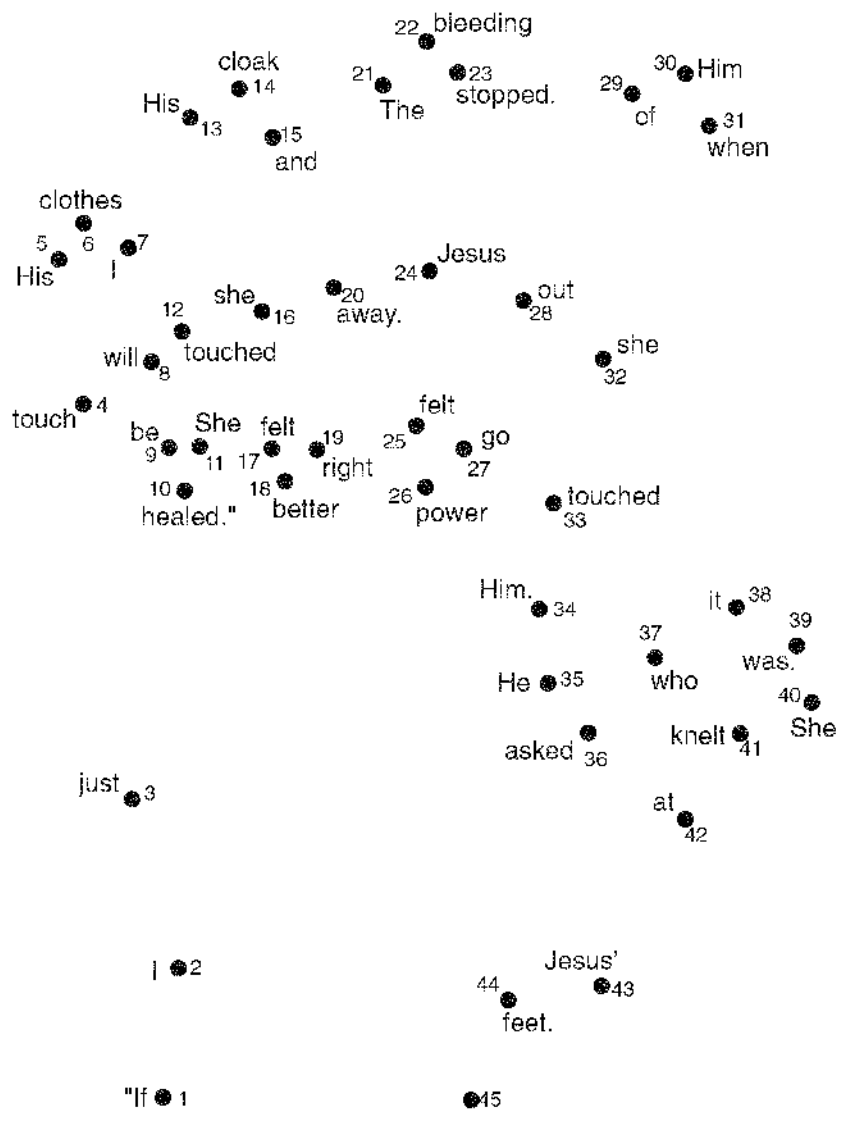 22 bleeding
cloak 14
21 The
23 stopped.
30 Him
29 of
His 13
15 and
31 when
clothes 6
5 His
7 I
Jesus 24
she 16
20 away.
out 28
12 touched
she 32
will 8
touch 4
felt 25
be 9
She 11
felt 17
19 right
go 27
10 healed."
18 better
26 power
touched 33
Him. 34
it 38
39 was.
37 who
He 35
40 She
asked 36
knelt 41
just 3
at 42
I 2
Jesus' 43
44 feet.
"If 1
45